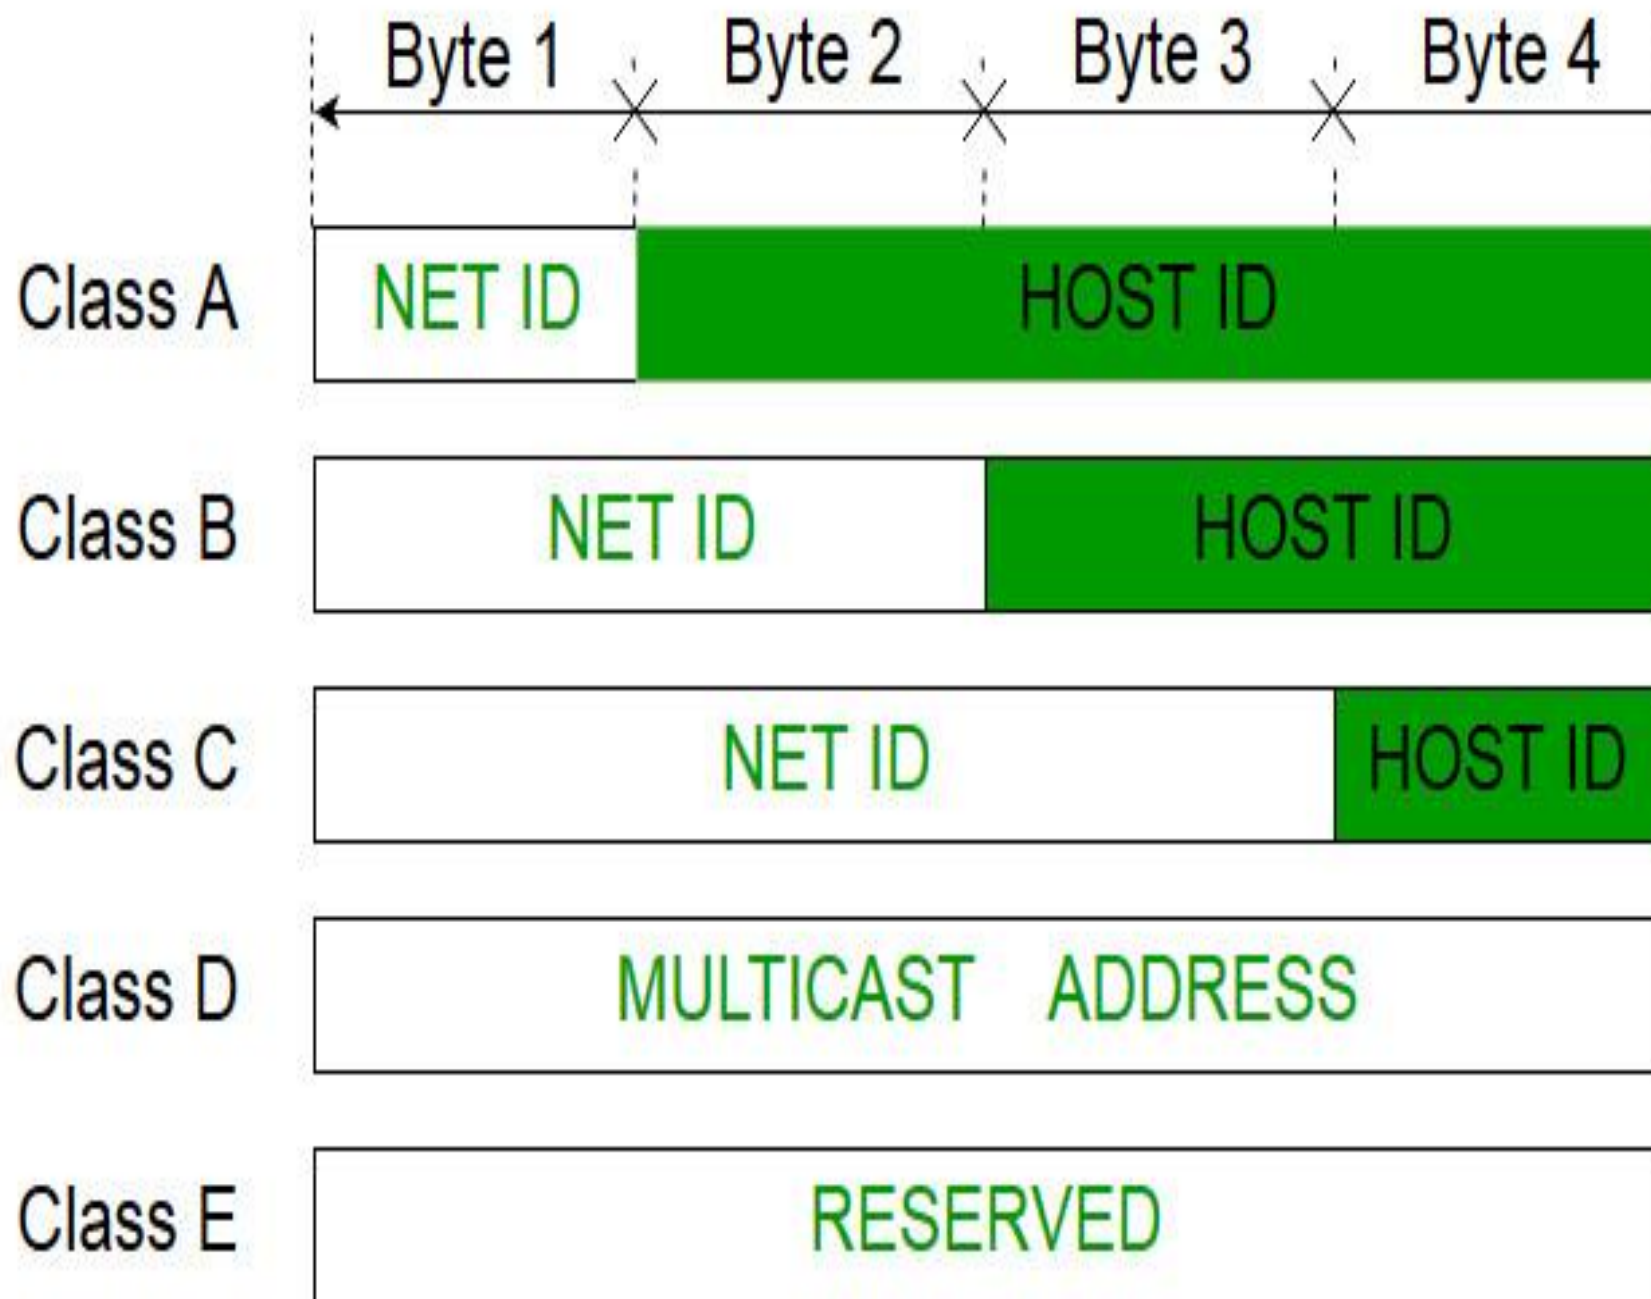 Byte 1 Byte 2 Byte 3 Byte 4
Class A NET ID HOST ID
Class B NET ID HOST ID
Class C NET ID HOST ID
Class D MULTICAST ADDRESS
Class E RESERVED